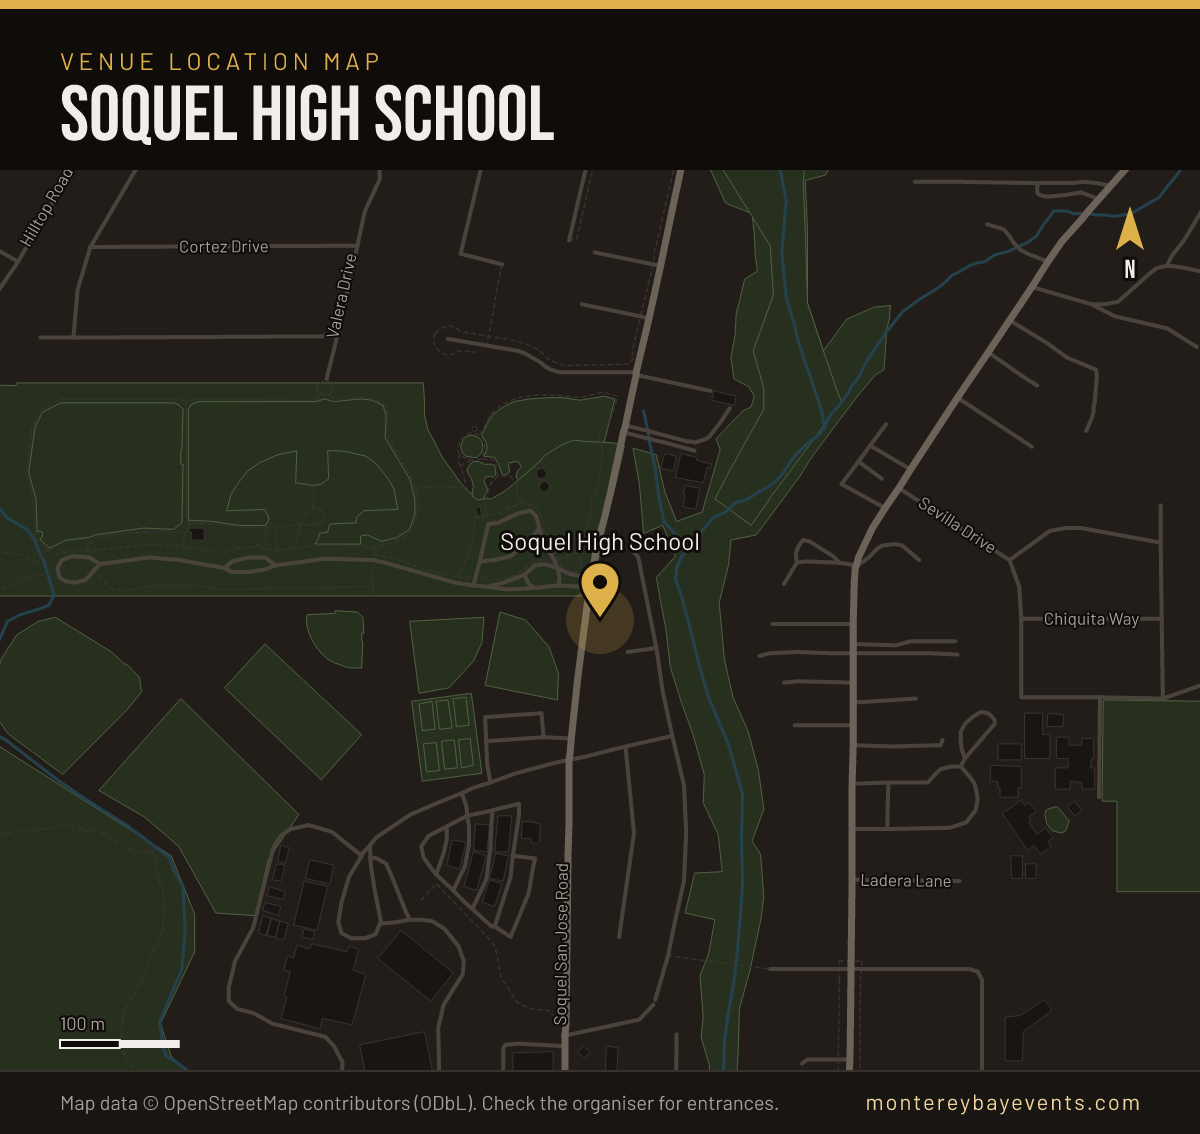 VENUE LOCATION MAP
SOQUEL HIGH SCHOOL
Hilltop Road
Cortez Drive
Valera Drive
N
Sevilla Drive
Soquel High School
Chiquita Way
Ladera Lane
Soquel San Jose Road
100 m
Map data © OpenStreetMap contributors (ODbL). Check the organiser for entrances.
montereybayevents.com